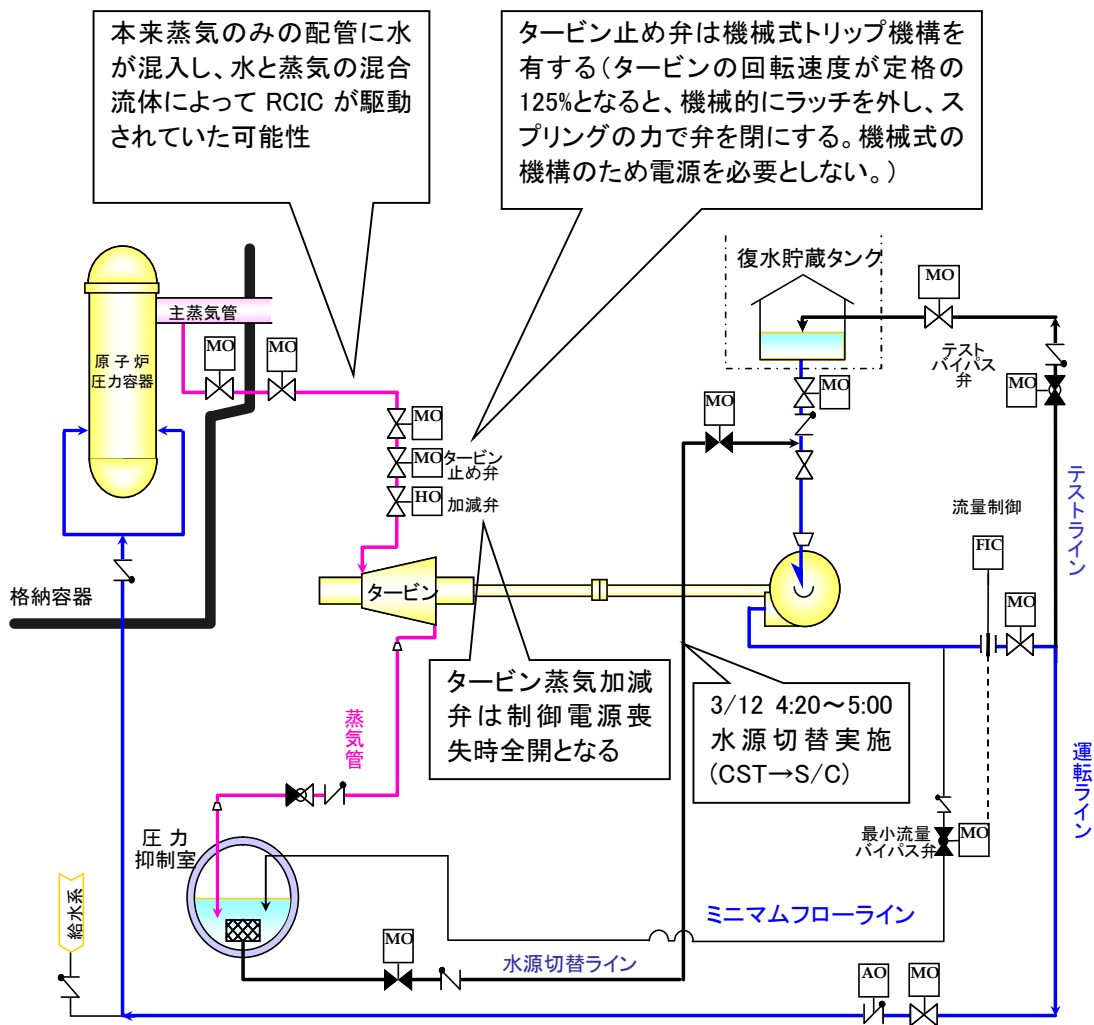 本来蒸気のみの配管に水
が混入し、水と蒸気の混合
流体によって RCIC が駆動
されていた可能性
タービン止め弁は機械式トリップ機構を
有する（タービンの回転速度が定格の
125%となると、機械的にラッチを外し、ス
プリングの力で弁を閉にする。機械式の
機構のため電源を必要としない。）
復水貯蔵タンク
MO
主蒸気管
MO
MO
原子炉
圧力容器
テスト
バイパス
弁
MO
MO
MO
MO
MO
タービン
止め弁
HO
加減弁
テストライン
流量制御
FIC
タービン
格納容器
MO
タービン蒸気加減
弁は制御電源喪
失時全開となる
3/12 4:20～5:00
水源切替実施
(CST→S/C)
蒸気管
運転ライン
圧力
抑制室
最小流量
バイパス弁
MO
給水系
ミニマムフローライン
MO
水源切替ライン
AO
MO